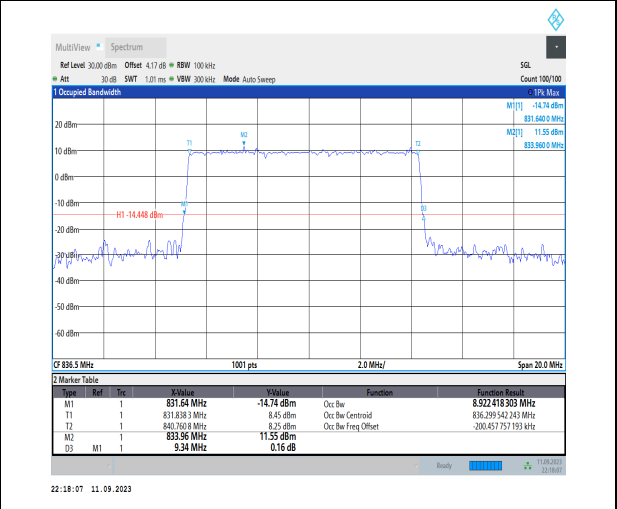 MultiView Spectrum
Ref Level 30.00 dBm Offset 4.17 dB RBW 100 kHz SGL
Att 30 dB SWT 1.01 ms VBW 300 kHz Mode Auto Sweep Count 100/100
1 Occupied Bandwidth 1Pk Max
M1[1] -14.74 dBm
831.6400 MHz
M2[1] 11.55 dBm
833.9600 MHz
20 dBm
M2
T1 T2
10 dBm
0 dBm
-10 dBm
M1 D3
H1 -14.448 dBm
-20 dBm
-30 dBm
-40 dBm
-50 dBm
-60 dBm
CF 836.5 MHz 1001 pts 2.0 MHz/ Span 20.0 MHz
2 Marker Table
Type Ref Trc X-Value Y-Value Function Function Result
M1 1 831.64 MHz -14.74 dBm Occ Bw 8.922 418 303 MHz
T1 1 831.838 3 MHz 8.45 dBm Occ Bw Centroid 836.299 542 243 MHz
T2 1 840.760 8 MHz 8.25 dBm Occ Bw Freq Offset -200.457 757 193 kHz
M2 1 833.96 MHz 11.55 dBm
D3 M1 1 9.34 MHz 0.16 dB
Ready 11.09.2023
22:18:07
22:18:07 11.09.2023